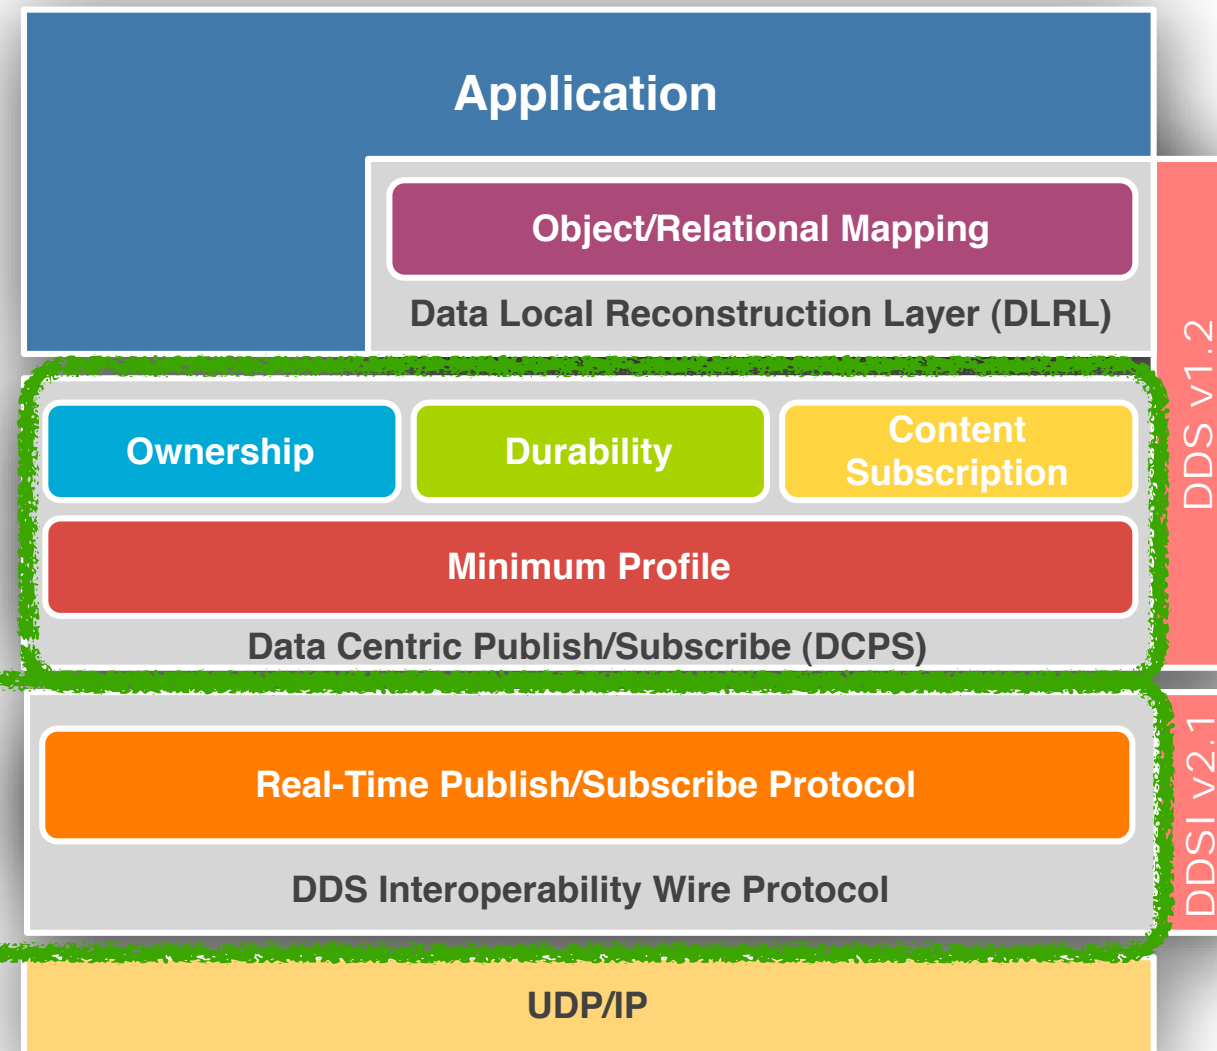 Application
Object/Relational Mapping
Data Local Reconstruction Layer (DLRL)
DDS v1.2
Ownership
Durability
Content
Subscription
Minimum Profile
Data Centric Publish/Subscribe (DCPS)
Real-Time Publish/Subscribe Protocol
DDSI v2.1
DDS Interoperability Wire Protocol
UDP/IP